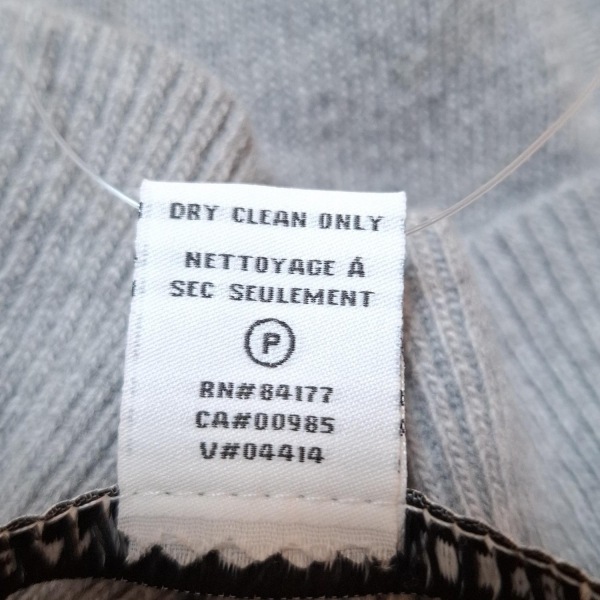 DRY CLEAN ONLY
NETTOYAGE Á
SEC SEULEMENT
P
RN#84177
CA#00985
V#04414